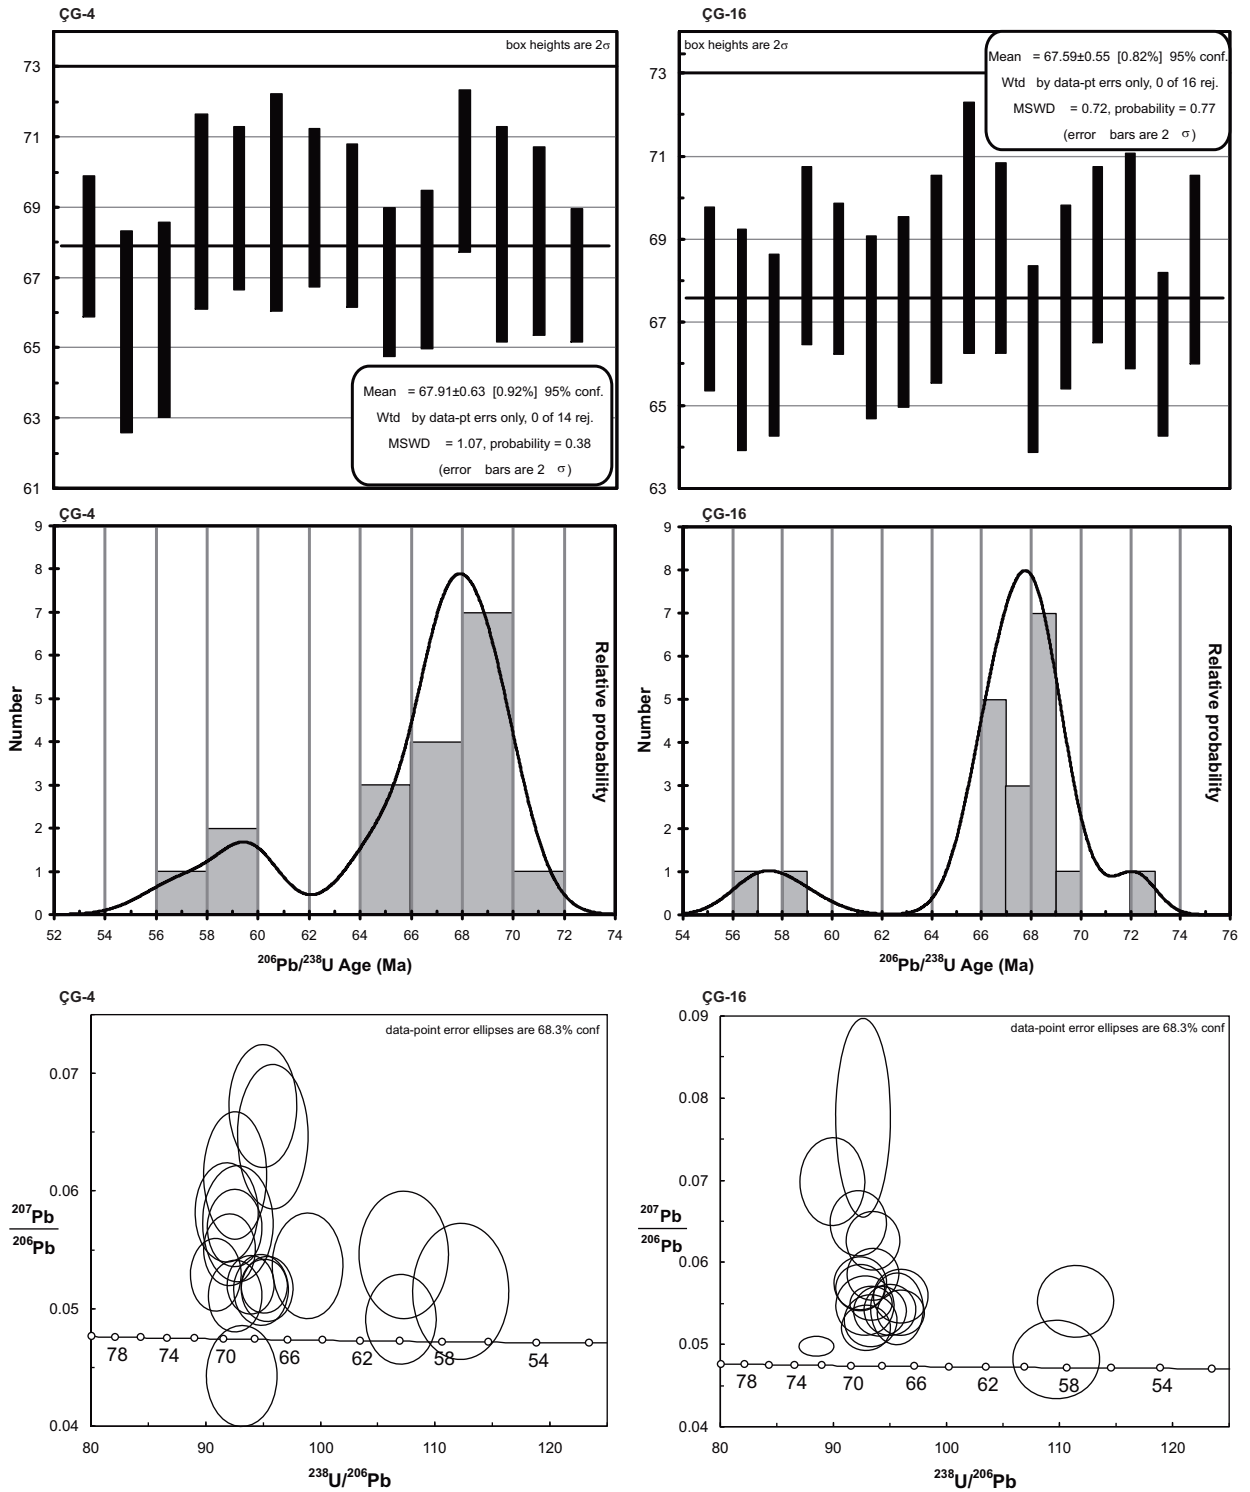 ÇG-4
box heights are 2σ
73
71
69
67
65
63
61
Mean = 67.91±0.63 [0.92%] 95% conf.
Wtd by data-pt errs only, 0 of 14 rej.
MSWD = 1.07, probability = 0.38
(error bars are 2 σ)
ÇG-16
box heights are 2σ
73
71
69
67
65
63
Mean = 67.59±0.55 [0.82%] 95% conf.
Wtd by data-pt errs only, 0 of 16 rej.
MSWD = 0.72, probability = 0.77
(error bars are 2 σ)
ÇG-4
9
8
7
6
5
4
3
2
1
0
Number
Relative probability
52 54 56 58 60 62 64 66 68 70 72 74
206Pb/238U Age (Ma)
ÇG-16
9
8
7
6
5
4
3
2
1
0
Number
Relative probability
54 56 58 60 62 64 66 68 70 72 74 76
206Pb/238U Age (Ma)
ÇG-4
data-point error ellipses are 68.3% conf
0.07
0.06
0.05
0.04
207Pb
206Pb
78 74 70 66 62 58 54
80 90 100 110 120
238U/206Pb
ÇG-16
data-point error ellipses are 68.3% conf
0.09
0.08
0.07
0.06
0.05
0.04
207Pb
206Pb
78 74 70 66 62 58 54
80 90 100 110 120
238U/206Pb